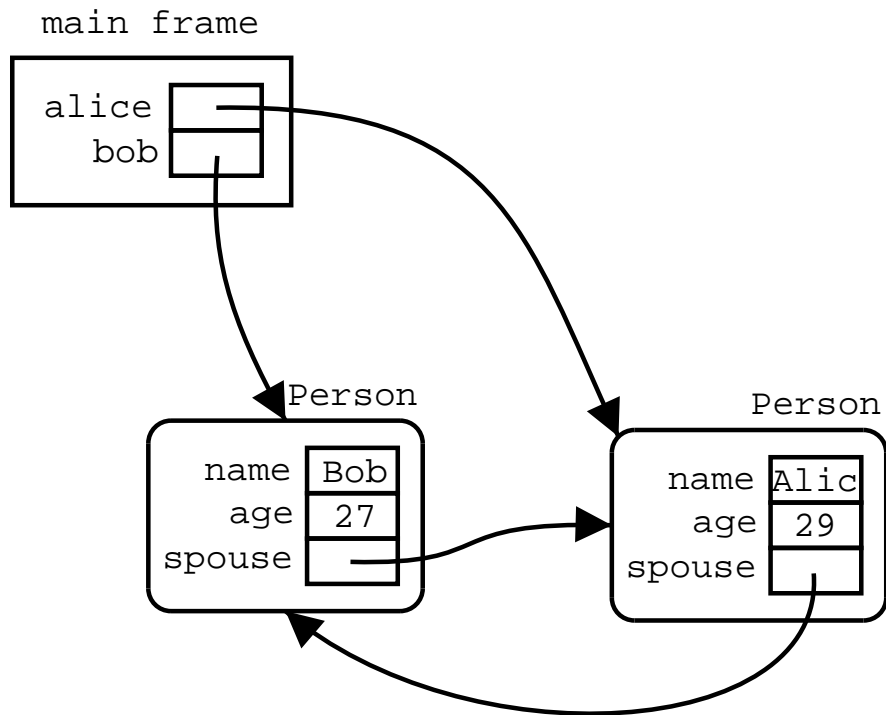 main frame
alice
bob
Person
name Bob
age 27
spouse
Person
name Alic
age 29
spouse